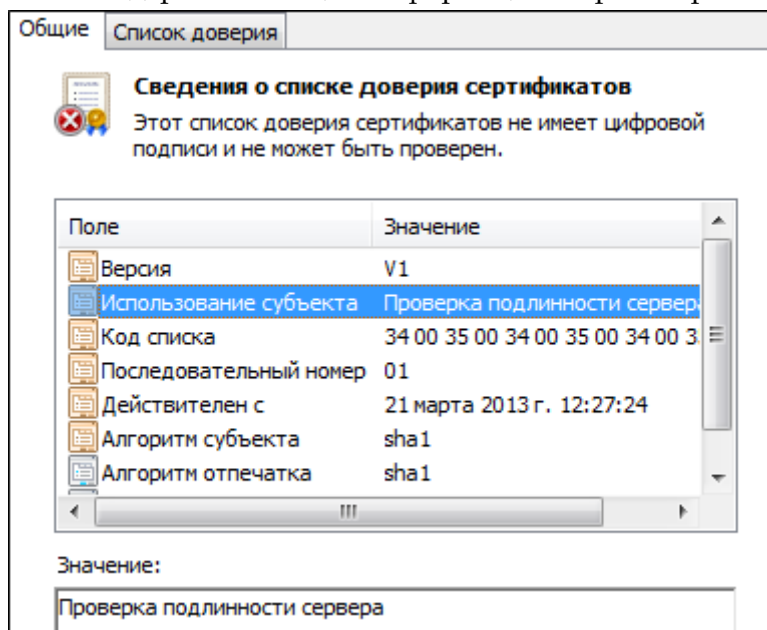 Общие Список доверия
Сведения о списке доверия сертификатов
Этот список доверия сертификатов не имеет цифровой
подписи и не может быть проверен.
Поле Значение
Версия V1
Использование субъекта Проверка подлинности сервера
Код списка 34 00 35 00 34 00 35 00 34 00 3
Последовательный номер 01
Действителен с 21 марта 2013 г. 12:27:24
Алгоритм субъекта sha1
Алгоритм отпечатка sha1
Значение:
Проверка подлинности сервера